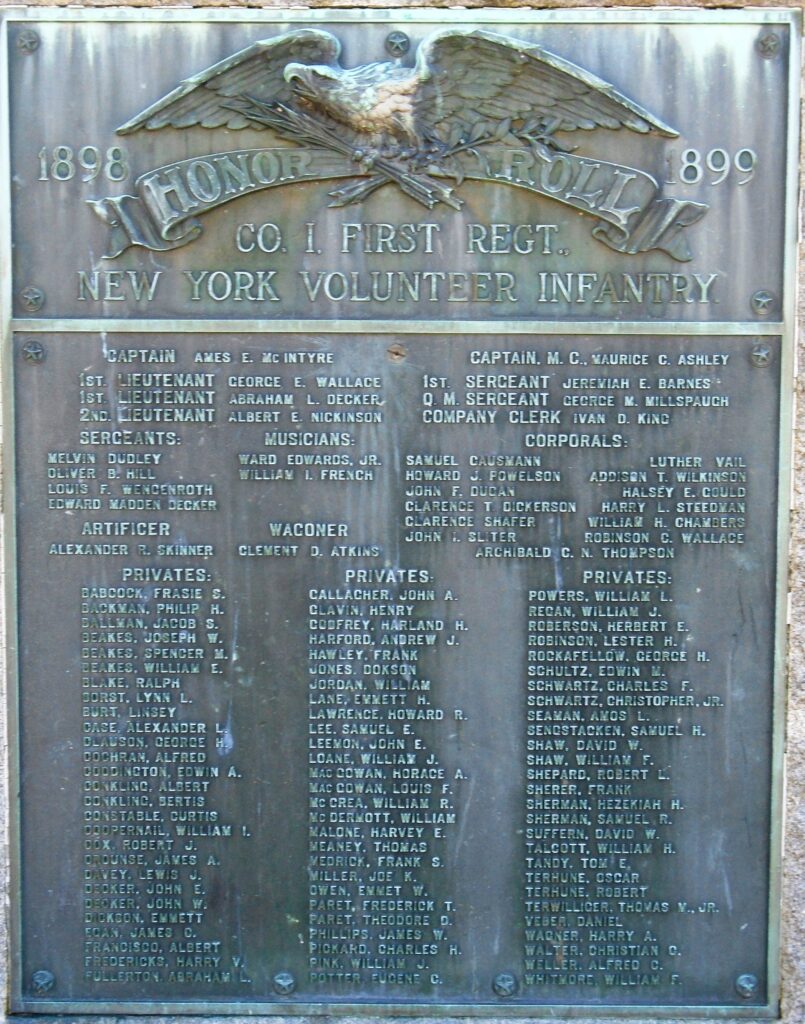 1898 HONOR ROLL 1899
CO. I, FIRST REGT.,
NEW YORK VOLUNTEER INFANTRY.
CAPTAIN AMES E. McINTYRE
1ST. LIEUTENANT GEORGE E. WALLACE
1ST. LIEUTENANT ABRAHAM L. DECKER
2ND. LIEUTENANT ALBERT E. NICKINSON
CAPTAIN, M. C., MAURICE C. ASHLEY
1ST. SERGEANT JEREMIAH E. BARNES
Q. M. SERGEANT GEORGE M. MILLSPAUGH
COMPANY CLERK IVAN D. KING
SERGEANTS:
MELVIN DUDLEY
OLIVER B. HILL
LOUIS F. WENGENROTH
EDWARD MADDEN DECKER
MUSICIANS:
WARD EDWARDS, JR.
WILLIAM I. FRENCH
CORPORALS:
SAMUEL GAUSMANN LUTHER VAIL
HOWARD J. POWELSON ADDISON T. WILKINSON
JOHN F. DUGAN HALSEY E. GOULD
CLARENCE T. DICKERSON HARRY L. STEEDMAN
CLARENCE SHAFER WILLIAM H. CHAMBERS
JOHN I. SLITER ROBINSON C. WALLACE
ARCHIBALD C. N. THOMPSON
ARTIFICER
ALEXANDER R. SKINNER
WAGONER
CLEMENT D. ATKINS
PRIVATES:
BABCOCK, FRASIE S.
BACKMAN, PHILIP H.
BALLMAN, JACOB S.
BEAKES, JOSEPH W.
BEAKES, SPENCER M.
BEAKES, WILLIAM E.
BLAKE, RALPH
DORST, LYNN L.
BURT, LINSEY
CASE, ALEXANDER L.
CLAUSON, GEORGE H.
COCHRAN, ALFRED
CODDINGTON, EDWIN A.
CONKLING, ALBERT
CONKLING, BERTIS
CONSTABLE, CURTIS
COOPERNAIL, WILLIAM I.
COX, ROBERT J.
CROUNSE, JAMES A.
DAVEY, LEWIS J.
DECKER, JOHN E.
DECKER, JOHN W.
DICKSON, EMMETT
EGAN, JAMES C.
FRANCISCO, ALBERT
FREDERICKS, HARRY V.
FULLERTON, ABRAHAM L.
PRIVATES:
GALLAGHER, JOHN A.
GLAVIN, HENRY
GODFREY, HARLAND H.
HARFORD, ANDREW J.
HAWLEY, FRANK
JONES, DOKSON
JORDAN, WILLIAM
LANE, EMMETT H.
LAWRENCE, HOWARD R.
LEE, SAMUEL E.
LEEMON, JOHN E.
LOANE, WILLIAM J.
MacGOWAN, HORACE A.
MacGOWAN, LOUIS F.
McCREA, WILLIAM R.
McDERMOTT, WILLIAM
MALONE, HARVEY E.
MEANEY, THOMAS
MEDRICK, FRANK S.
MILLER, JOE K.
OWEN, EMMET W.
PARET, FREDERICK T.
PARET, THEODORE D.
PHILLIPS, JAMES W.
PICKARD, CHARLES H.
PINK, WILLIAM J.
POTTER, EUGENE C.
PRIVATES:
POWERS, WILLIAM L.
REGAN, WILLIAM J.
ROBERSON, HERBERT E.
ROBINSON, LESTER H.
ROCKAFELLOW, GEORGE H.
SCHULTZ, EDWIN M.
SCHWARTZ, CHARLES F.
SCHWARTZ, CHRISTOPHER, JR.
SEAMAN, AMOS L.
SENGSTACKEN, SAMUEL H.
SHAW, DAVID W.
SHAW, WILLIAM F.
SHEPARD, ROBERT L.
SHERER, FRANK
SHERMAN, HEZEKIAH H.
SHERMAN, SAMUEL R.
SUFFERN, DAVID W.
TALCOTT, WILLIAM H.
TANDY, TOM E.
TERHUNE, OSCAR
TERHUNE, ROBERT
TERWILLIGER, THOMAS M., JR.
VEBER, DANIEL
WAGNER, HARRY A.
WALTER, CHRISTIAN G.
WELLER, ALFRED C.
WHITMORE, WILLIAM F.